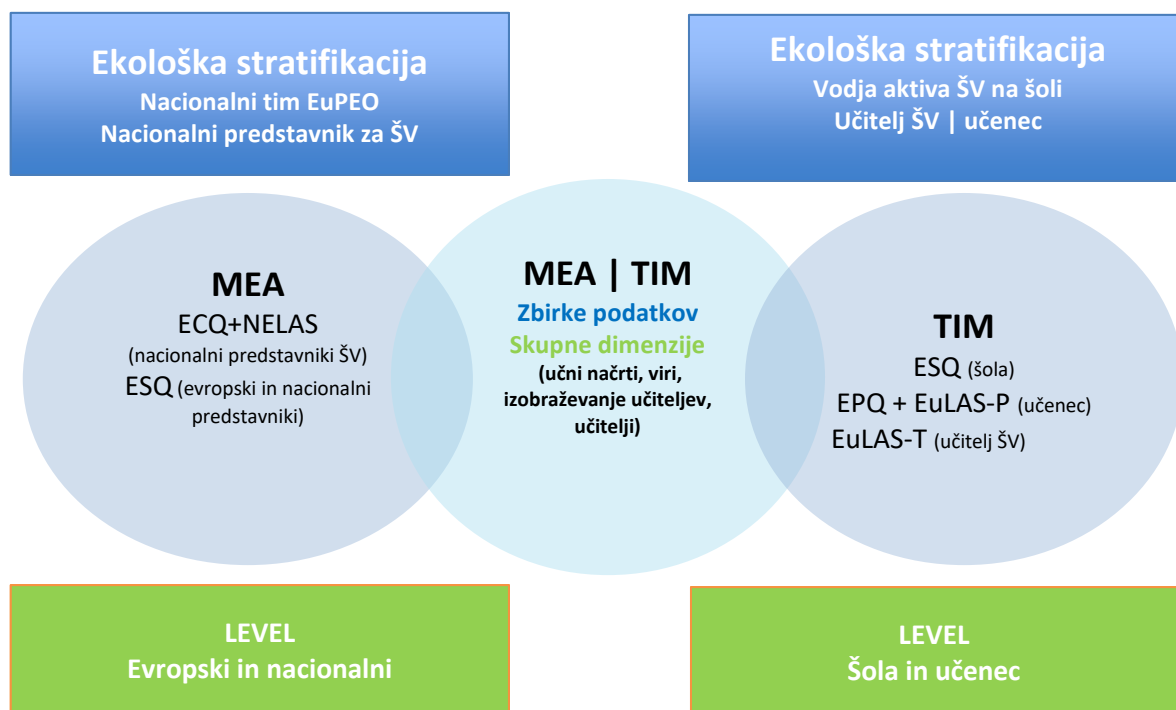 Ekološka stratifikacija
Nacionalni tim EuPEO
Nacionalni predstavnik za ŠV
Ekološka stratifikacija
Vodja aktiva ŠV na šoli
Učitelj ŠV | učenec
MEA
ECQ+NELAS
(nacionalni predstavniki ŠV)
ESQ (evropski in nacionalni
predstavniki)
MEA | TIM
Zbirke podatkov
Skupne dimenzije
(učni načrti, viri,
izobraževanje učiteljev,
učitelji)
TIM
ESQ (šola)
EPQ + EuLAS-P (učenec)
EuLAS-T (učitelj ŠV)
LEVEL
Evropski in nacionalni
LEVEL
Šola in učenec